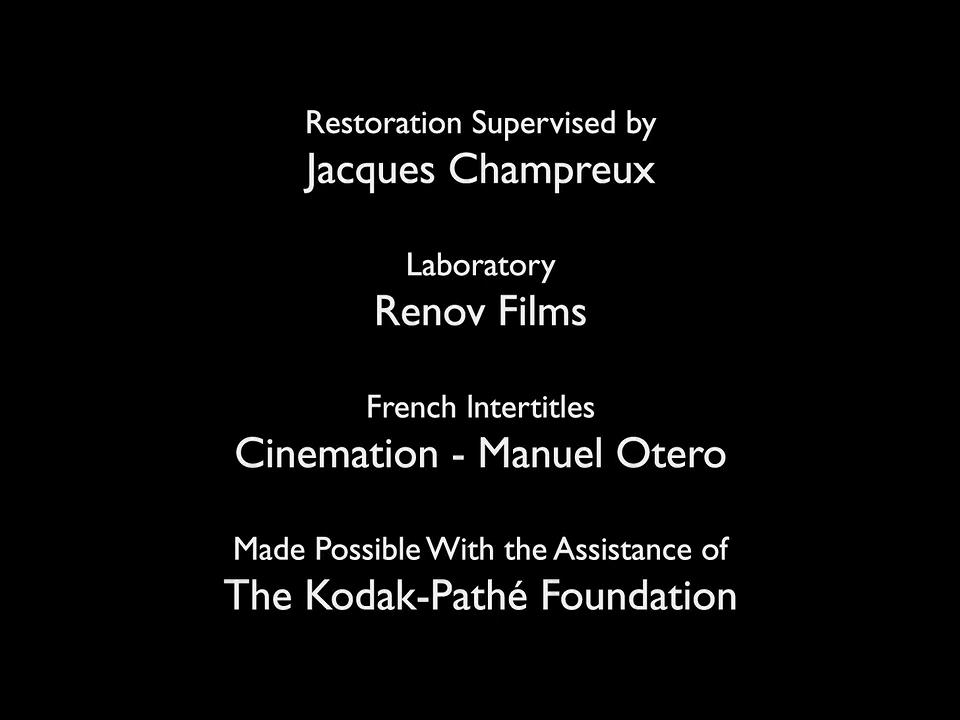 Restoration Supervised by
Jacques Champreux
Laboratory
Renov Films
French Intertitles
Cinemation - Manuel Otero
Made Possible With the Assistance of
The Kodak-Pathé Foundation